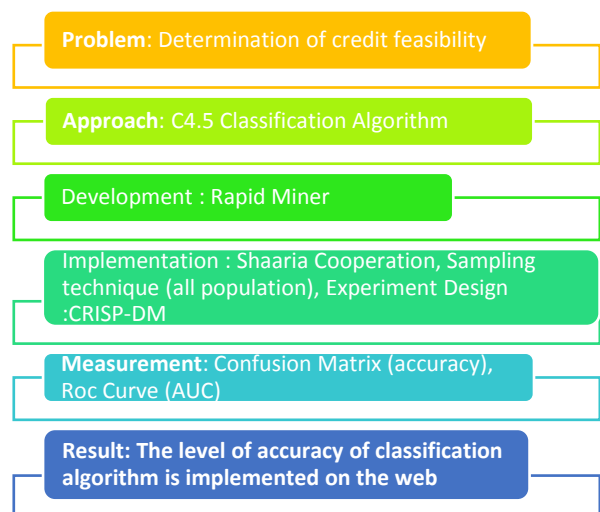 Problem: Determination of credit feasibility
Approach: C4.5 Classification Algorithm
Development : Rapid Miner
Implementation : Shaaria Cooperation, Sampling
technique (all population), Experiment Design
:CRISP-DM
Measurement: Confusion Matrix (accuracy),
Roc Curve (AUC)
Result: The level of accuracy of classification
algorithm is implemented on the web